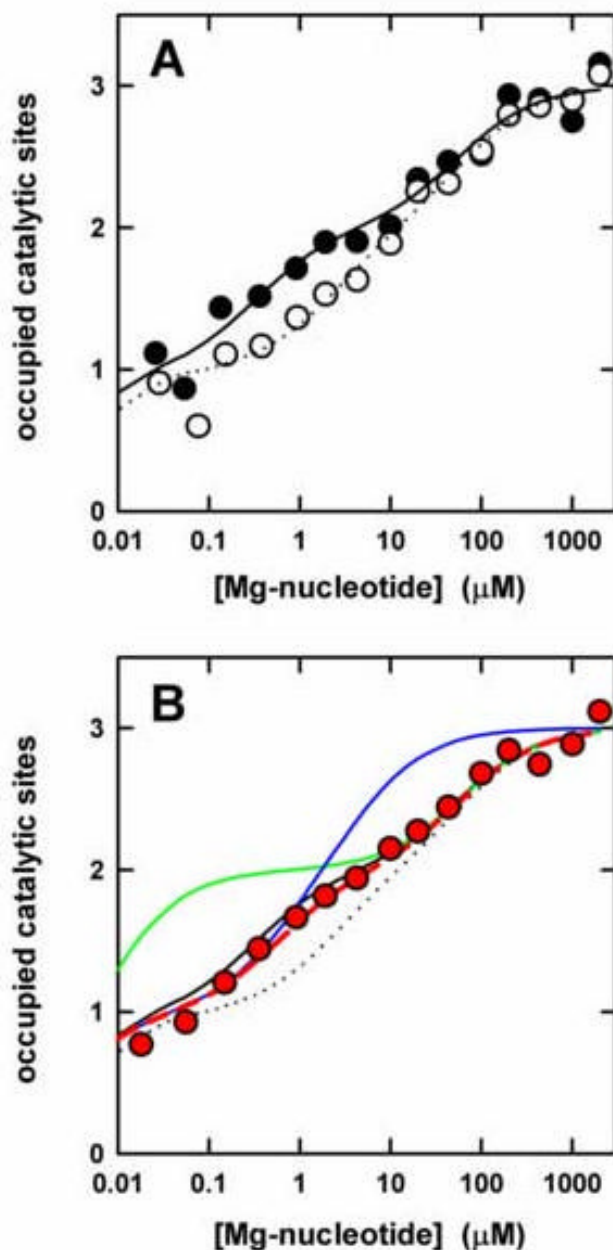 A
3
2
1
0
occupied catalytic sites
0.01 0.1 1 10 100 1000
[Mg-nucleotide] (μM)
B
3
2
1
0
occupied catalytic sites
0.01 0.1 1 10 100 1000
[Mg-nucleotide] (μM)